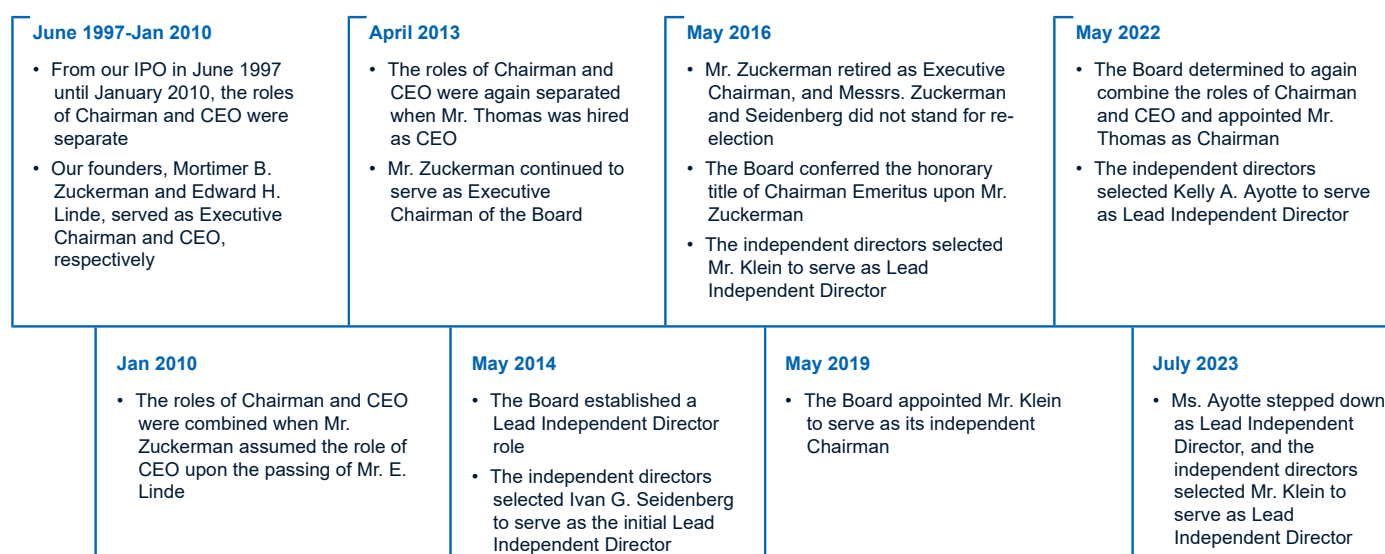 June 1997-Jan 2010
• From our IPO in June 1997
until January 2010, the roles
of Chairman and CEO were
separate
• Our founders, Mortimer B.
Zuckerman and Edward H.
Linde, served as Executive
Chairman and CEO,
respectively
April 2013
• The roles of Chairman and
CEO were again separated
when Mr. Thomas was hired
as CEO
• Mr. Zuckerman continued to
serve as Executive
Chairman of the Board
May 2016
• Mr. Zuckerman retired as Executive
Chairman, and Messrs. Zuckerman
and Seidenberg did not stand for re-
election
• The Board conferred the honorary
title of Chairman Emeritus upon Mr.
Zuckerman
• The independent directors selected
Mr. Klein to serve as Lead
Independent Director
May 2022
• The Board determined to again
combine the roles of Chairman
and CEO and appointed Mr.
Thomas as Chairman
• The independent directors
selected Kelly A. Ayotte to serve
as Lead Independent Director
Jan 2010
• The roles of Chairman and CEO
were combined when Mr.
Zuckerman assumed the role of
CEO upon the passing of Mr. E.
Linde
May 2014
• The Board established a
Lead Independent Director
role
• The independent directors
selected Ivan G. Seidenberg
to serve as the initial Lead
Independent Director
May 2019
• The Board appointed Mr. Klein
to serve as its independent
Chairman
July 2023
• Ms. Ayotte stepped down
as Lead Independent
Director, and the
independent directors
selected Mr. Klein to
serve as Lead
Independent Director